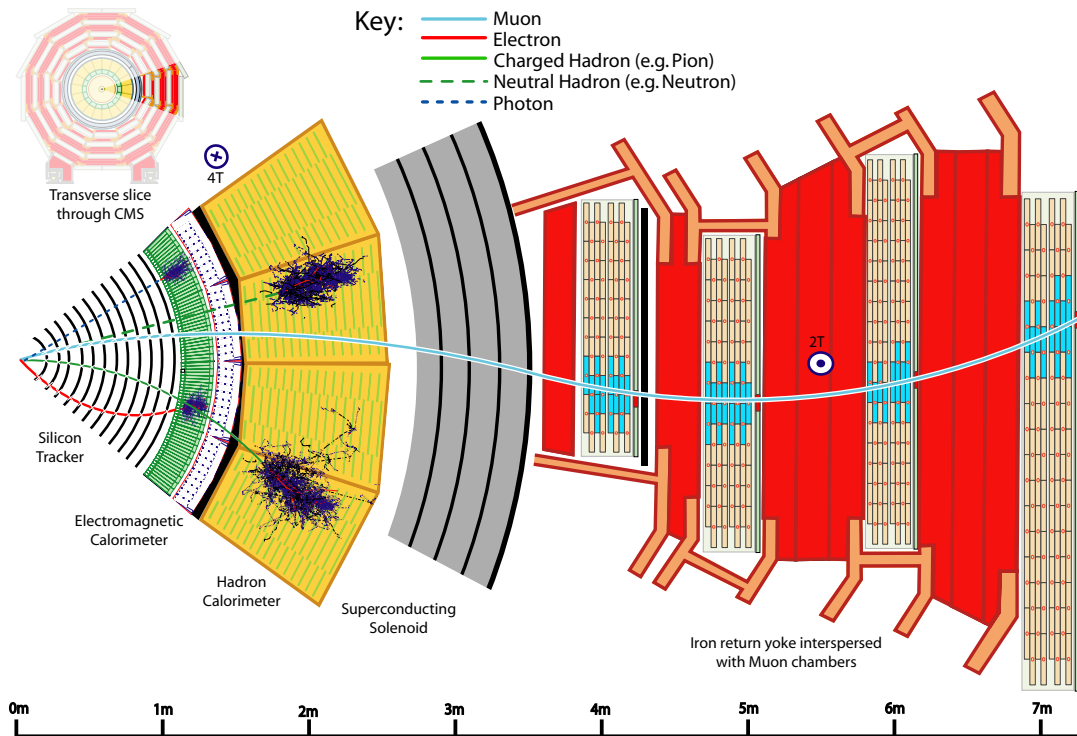 Key:
Muon
Electron
Charged Hadron (e.g. Pion)
Neutral Hadron (e.g. Neutron)
Photon
Transverse slice
through CMS
4T
2T
Silicon
Tracker
Electromagnetic
Calorimeter
Hadron
Calorimeter
Superconducting
Solenoid
Iron return yoke interspersed
with Muon chambers
0m 1m 2m 3m 4m 5m 6m 7m